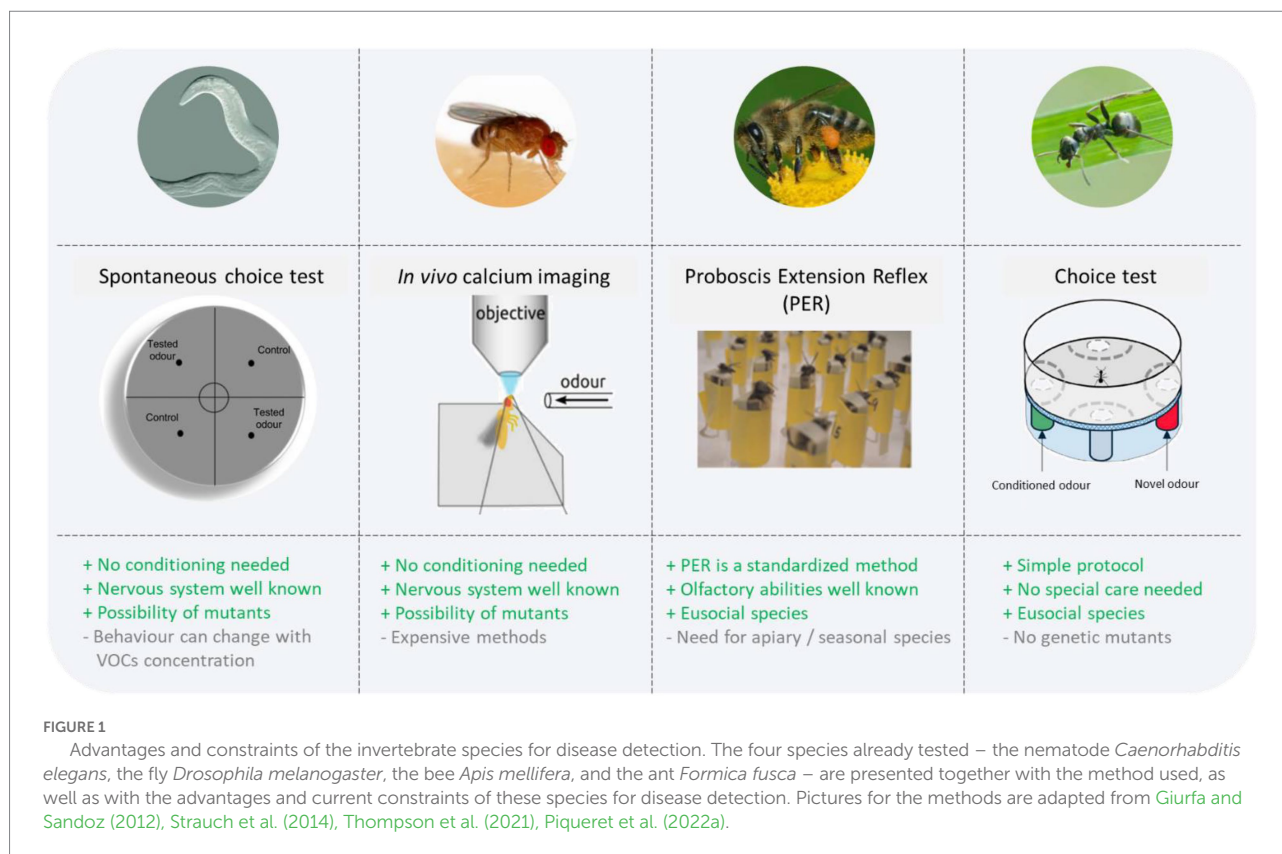 Spontaneous choice test
Tested
odour
Control
Control
Tested
odour
+ No conditioning needed
+ Nervous system well known
+ Possibility of mutants
- Behaviour can change with
VOCs concentration
In vivo calcium imaging
objective
odour
+ No conditioning needed
+ Nervous system well known
+ Possibility of mutants
- Expensive methods
Proboscis Extension Reflex
(PER)
+ PER is a standardized method
+ Olfactory abilities well known
+ Eusocial species
- Need for apiary / seasonal species
Choice test
Conditioned odour
Novel odour
+ Simple protocol
+ No special care needed
+ Eusocial species
- No genetic mutants
FIGURE 1
Advantages and constraints of the invertebrate species for disease detection. The four species already tested – the nematode Caenorhabditis
elegans, the fly Drosophila melanogaster, the bee Apis mellifera, and the ant Formica fusca – are presented together with the method used, as
well as with the advantages and current constraints of these species for disease detection. Pictures for the methods are adapted from Giurfa and
Sandoz (2012), Strauch et al. (2014), Thompson et al. (2021), Piqueret et al. (2022a).